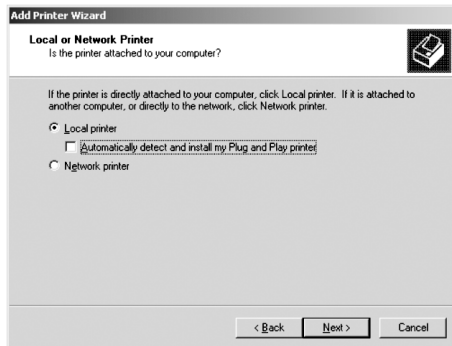 Add Printer Wizard
Local or Network Printer
Is the printer attached to your computer?
If the printer is directly attached to your computer, click Local printer. If it is attached to
another computer, or directly to the network, click Network printer.
Local printer
Automatically detect and install my Plug and Play printer
Network printer
< Back
Next >
Cancel